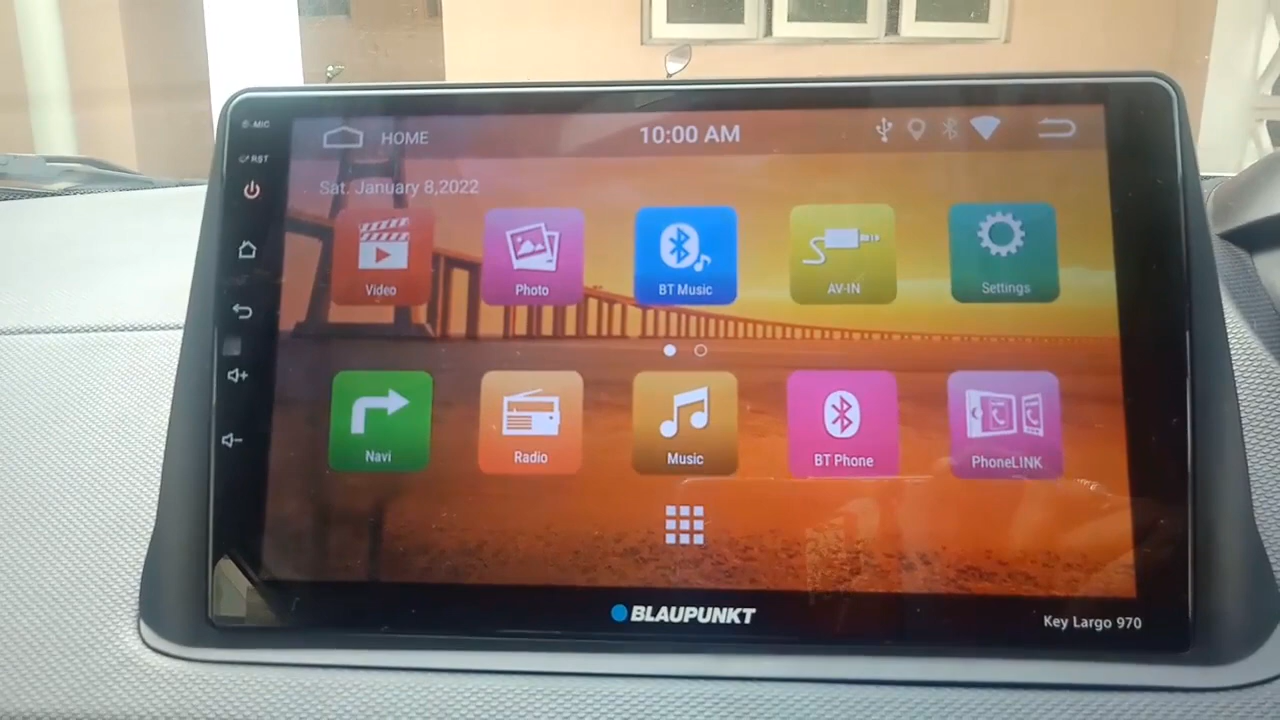 MIC
RST
HOME
10:00 AM
Sat. January 8,2022
Video
Photo
BT Music
AV-IN
Settings
Navi
Radio
Music
BT Phone
PhoneLINK
BLAUPUNKT
Key Largo 970